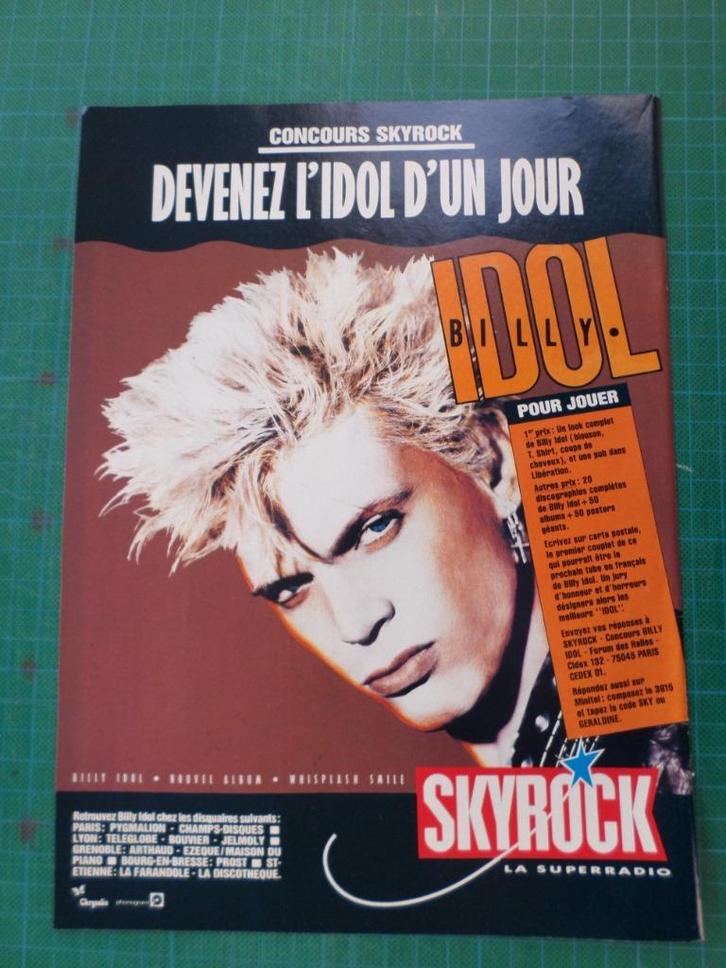 CONCOURS SKYROCK
DEVENEZ L'IDOL D'UN JOUR
IDOL
BILLY•
POUR JOUER
1er prix : Un look complet
de Billy Idol (blouson,
T. Shirt, coupe de
cheveux), et une pub dans
Libération.
Autres prix : 20
discographies complètes
de Billy Idol + 50
albums + 50 posters
géants.
Ecrivez sur carte postale,
le premier couplet de ce
qui pourrait être le
prochain tube en français
de Billy Idol. Un jury
d'honneur et d'horreurs
désignera alors les
meilleurs "IDOL".
Envoyez vos réponses à
SKYROCK - Concours BILLY
IDOL - Forum des Halles -
Cidex 132 - 75045 PARIS
CEDEX 01.
Répondez aussi sur
Minitel : composez le 3615
et tapez le code SKY ou
GERALDINE.
BILLY IDOL • NOUVEL ALBUM • WHISPLASH SMILE
SKYROCK
LA SUPERRADIO
Retrouvez Billy Idol chez les disquaires suivants :
PARIS : PYGMALION - CHAMPS-DISQUES ■
LYON : TELEGLOBE - BOUVIER - JELMOLY ■
GRENOBLE : ARTHAUD - EZEQUE/MAISON DU
PIANO ■ BOURG-EN-BRESSE : PROST ■ ST-
ETIENNE : LA FARANDOLE - LA DISCOTHEQUE.
Chrysalis phonogram